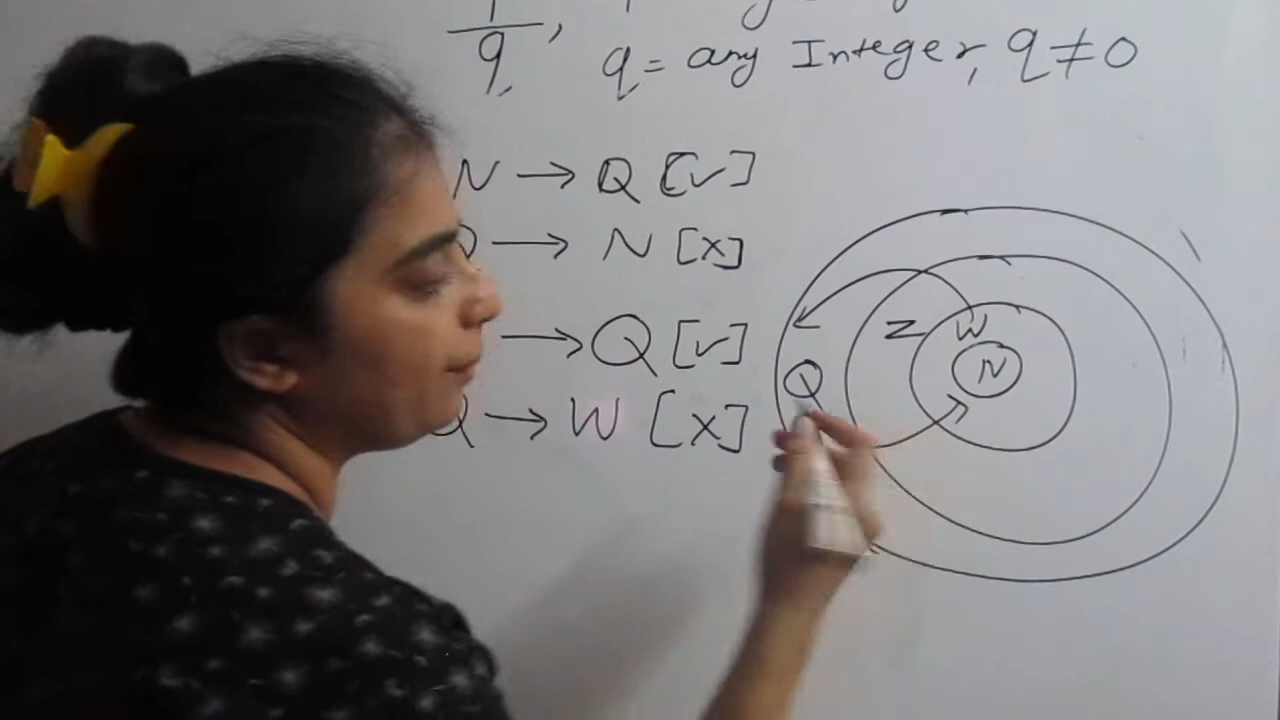 q, q = any Integer, q ≠ 0
N → Q [✓]
→ N [x]
→ Q [✓]
Q → W [x]
Z W
N
Q